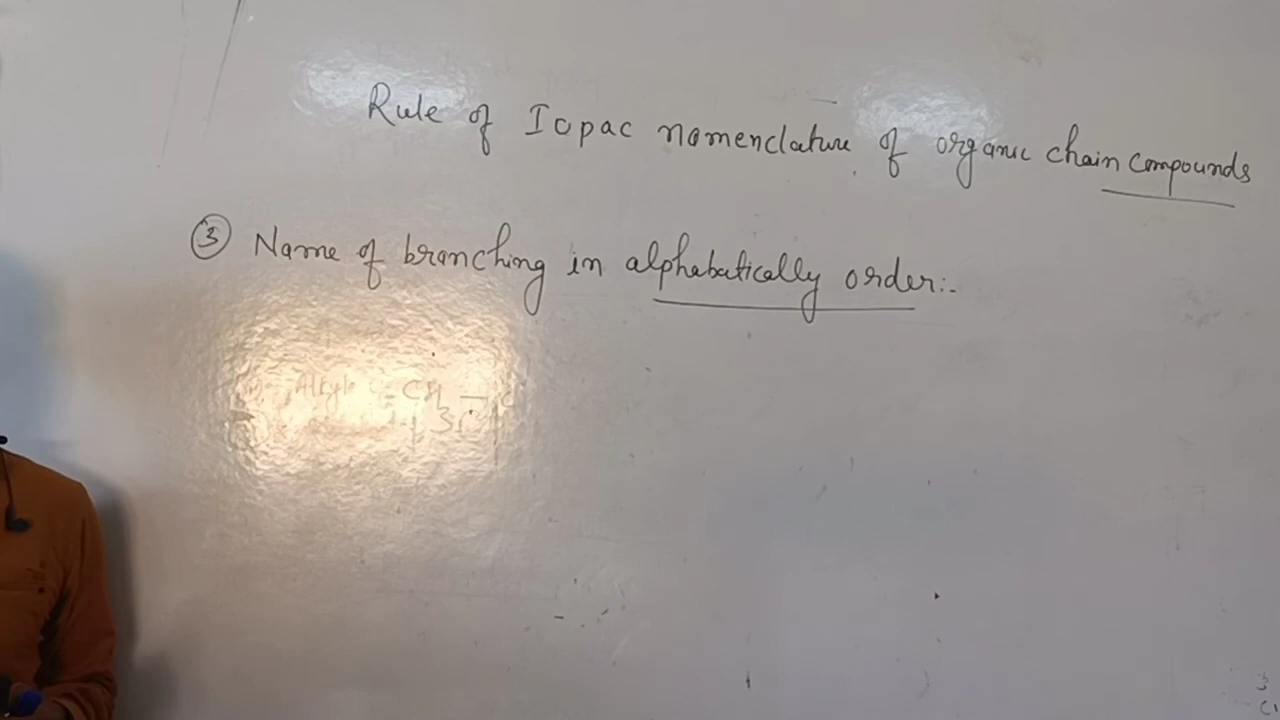 Rule of Iupac nomenclature of organic chain compounds
③ Name of branching in alphabatically order:-